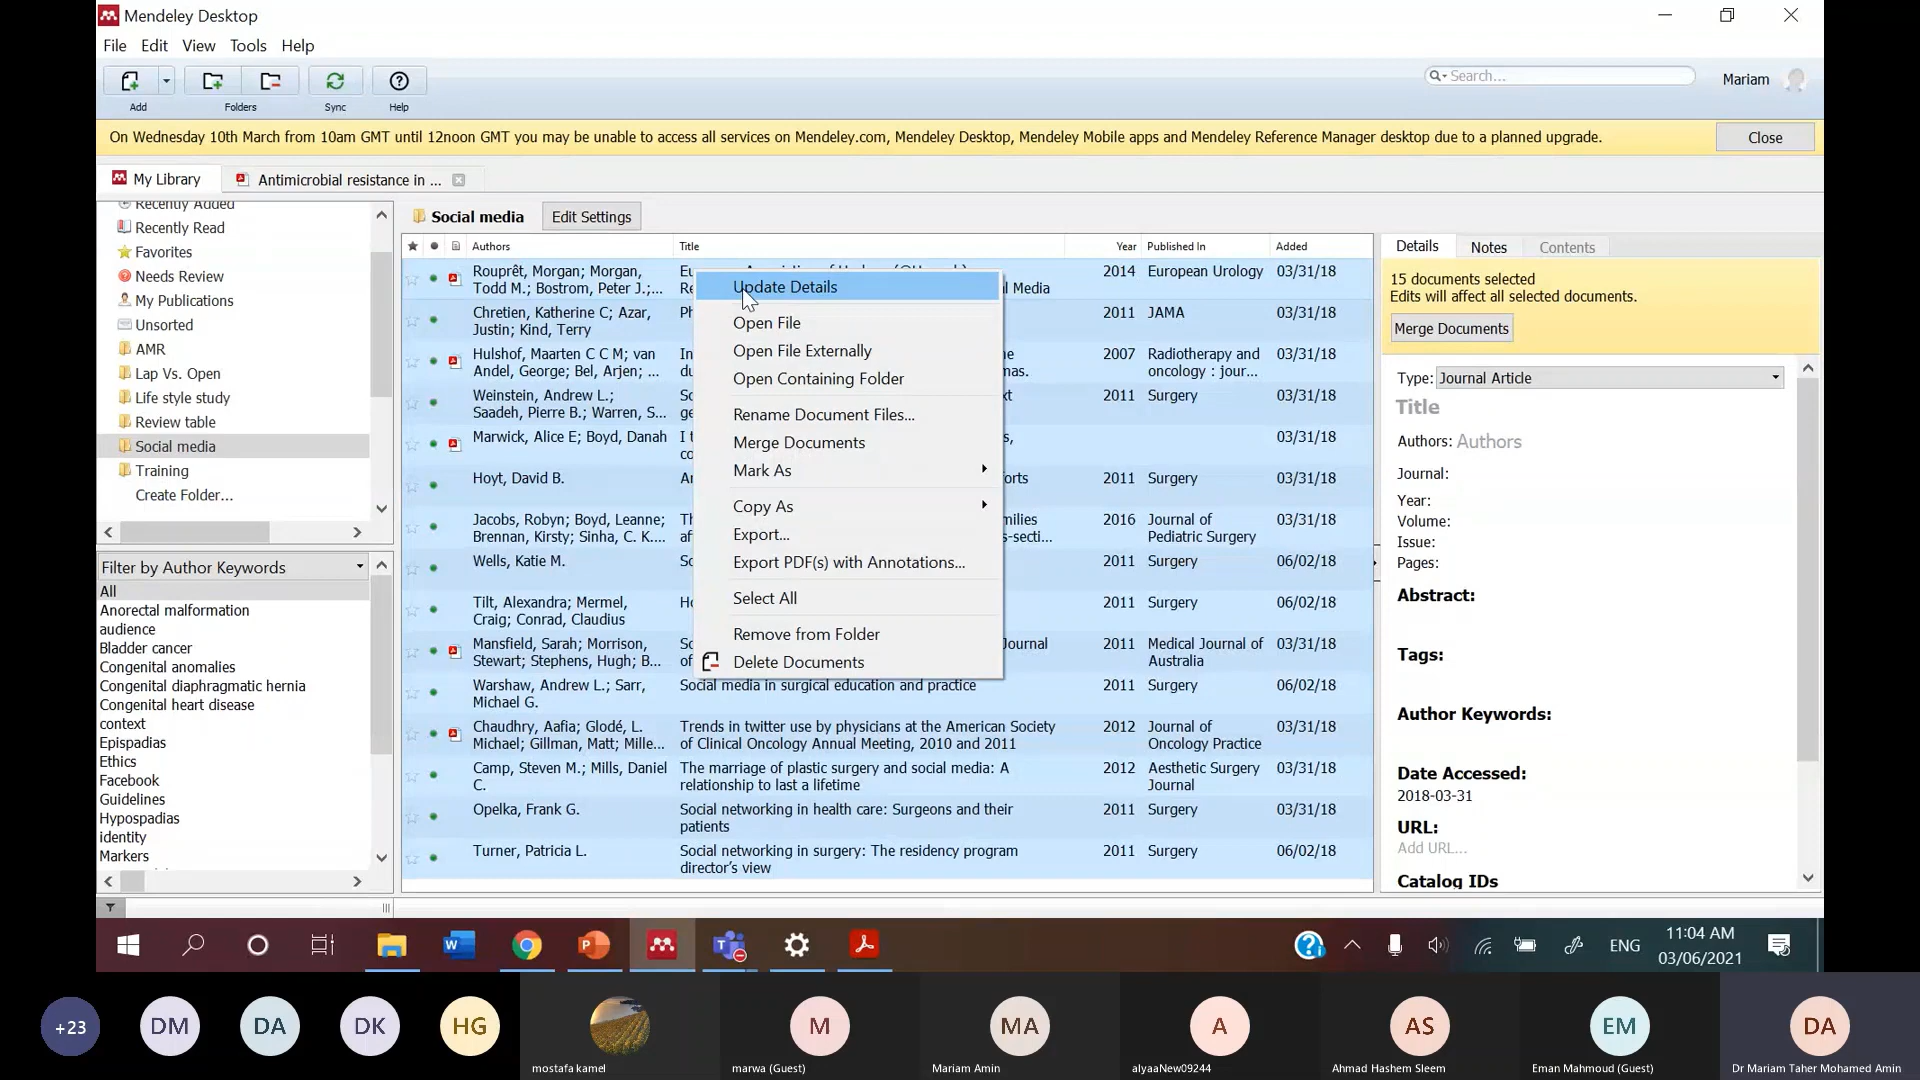 Mendeley Desktop
File Edit View Tools Help
Add
Folders
Sync
Help
Search...
Mariam
On Wednesday 10th March from 10am GMT until 12noon GMT you may be unable to access all services on Mendeley.com, Mendeley Desktop, Mendeley Mobile apps and Mendeley Reference Manager desktop due to a planned upgrade.
Close
My Library
Antimicrobial resistance in ...
Recently Added
Recently Read
Favorites
Needs Review
My Publications
Unsorted
AMR
Lap Vs. Open
Life style study
Review table
Social media
Training
Create Folder...
Filter by Author Keywords
All
Anorectal malformation
audience
Bladder cancer
Congenital anomalies
Congenital diaphragmatic hernia
Congenital heart disease
context
Epispadias
Ethics
Facebook
Guidelines
Hypospadias
identity
Markers
Social media
Edit Settings
Authors Title Year Published In Added
Rouprêt, Morgan; Morgan, 2014 European Urology 03/31/18
Todd M.; Bostrom, Peter J.;... Media
Chretien, Katherine C; Azar, 2011 JAMA 03/31/18
Justin; Kind, Terry
Hulshof, Maarten C C M; van 2007 Radiotherapy and 03/31/18
Andel, George; Bel, Arjen; ... oncology : jour...
Weinstein, Andrew L.; 2011 Surgery 03/31/18
Saadeh, Pierre B.; Warren, S...
Marwick, Alice E; Boyd, Danah I t 03/31/18
Hoyt, David B. 2011 Surgery 03/31/18
Jacobs, Robyn; Boyd, Leanne; 2016 Journal of 03/31/18
Brennan, Kirsty; Sinha, C. K.... Pediatric Surgery
Wells, Katie M. 2011 Surgery 06/02/18
Tilt, Alexandra; Mermel, 2011 Surgery 06/02/18
Craig; Conrad, Claudius
Mansfield, Sarah; Morrison, Journal 2011 Medical Journal of 03/31/18
Stewart; Stephens, Hugh; B... of Australia
Warshaw, Andrew L.; Sarr, Social media in surgical education and practice 2011 Surgery 06/02/18
Michael G.
Chaudhry, Aafia; Glodé, L. Trends in twitter use by physicians at the American Society 2012 Journal of 03/31/18
Michael; Gillman, Matt; Mille... of Clinical Oncology Annual Meeting, 2010 and 2011 Oncology Practice
Camp, Steven M.; Mills, Daniel The marriage of plastic surgery and social media: A 2012 Aesthetic Surgery 03/31/18
C. relationship to last a lifetime Journal
Opelka, Frank G. Social networking in health care: Surgeons and their 2011 Surgery 03/31/18
patients
Turner, Patricia L. Social networking in surgery: The residency program 2011 Surgery 06/02/18
director's view
Update Details
Open File
Open File Externally
Open Containing Folder
Rename Document Files...
Merge Documents
Mark As
Copy As
Export...
Export PDF(s) with Annotations...
Select All
Remove from Folder
Delete Documents
Details Notes Contents
15 documents selected
Edits will affect all selected documents.
Merge Documents
Type: Journal Article
Title
Authors: Authors
Journal:
Year:
Volume:
Issue:
Pages:
Abstract:
Tags:
Author Keywords:
Date Accessed:
2018-03-31
URL:
Add URL...
Catalog IDs
ENG
11:04 AM
03/06/2021
+23
DM
DA
DK
HG
mostafa kamel
M
marwa (Guest)
MA
Mariam Amin
A
alyaaNew09244
AS
Ahmad Hashem Sleem
EM
Eman Mahmoud (Guest)
DA
Dr Mariam Taher Mohamed Amin